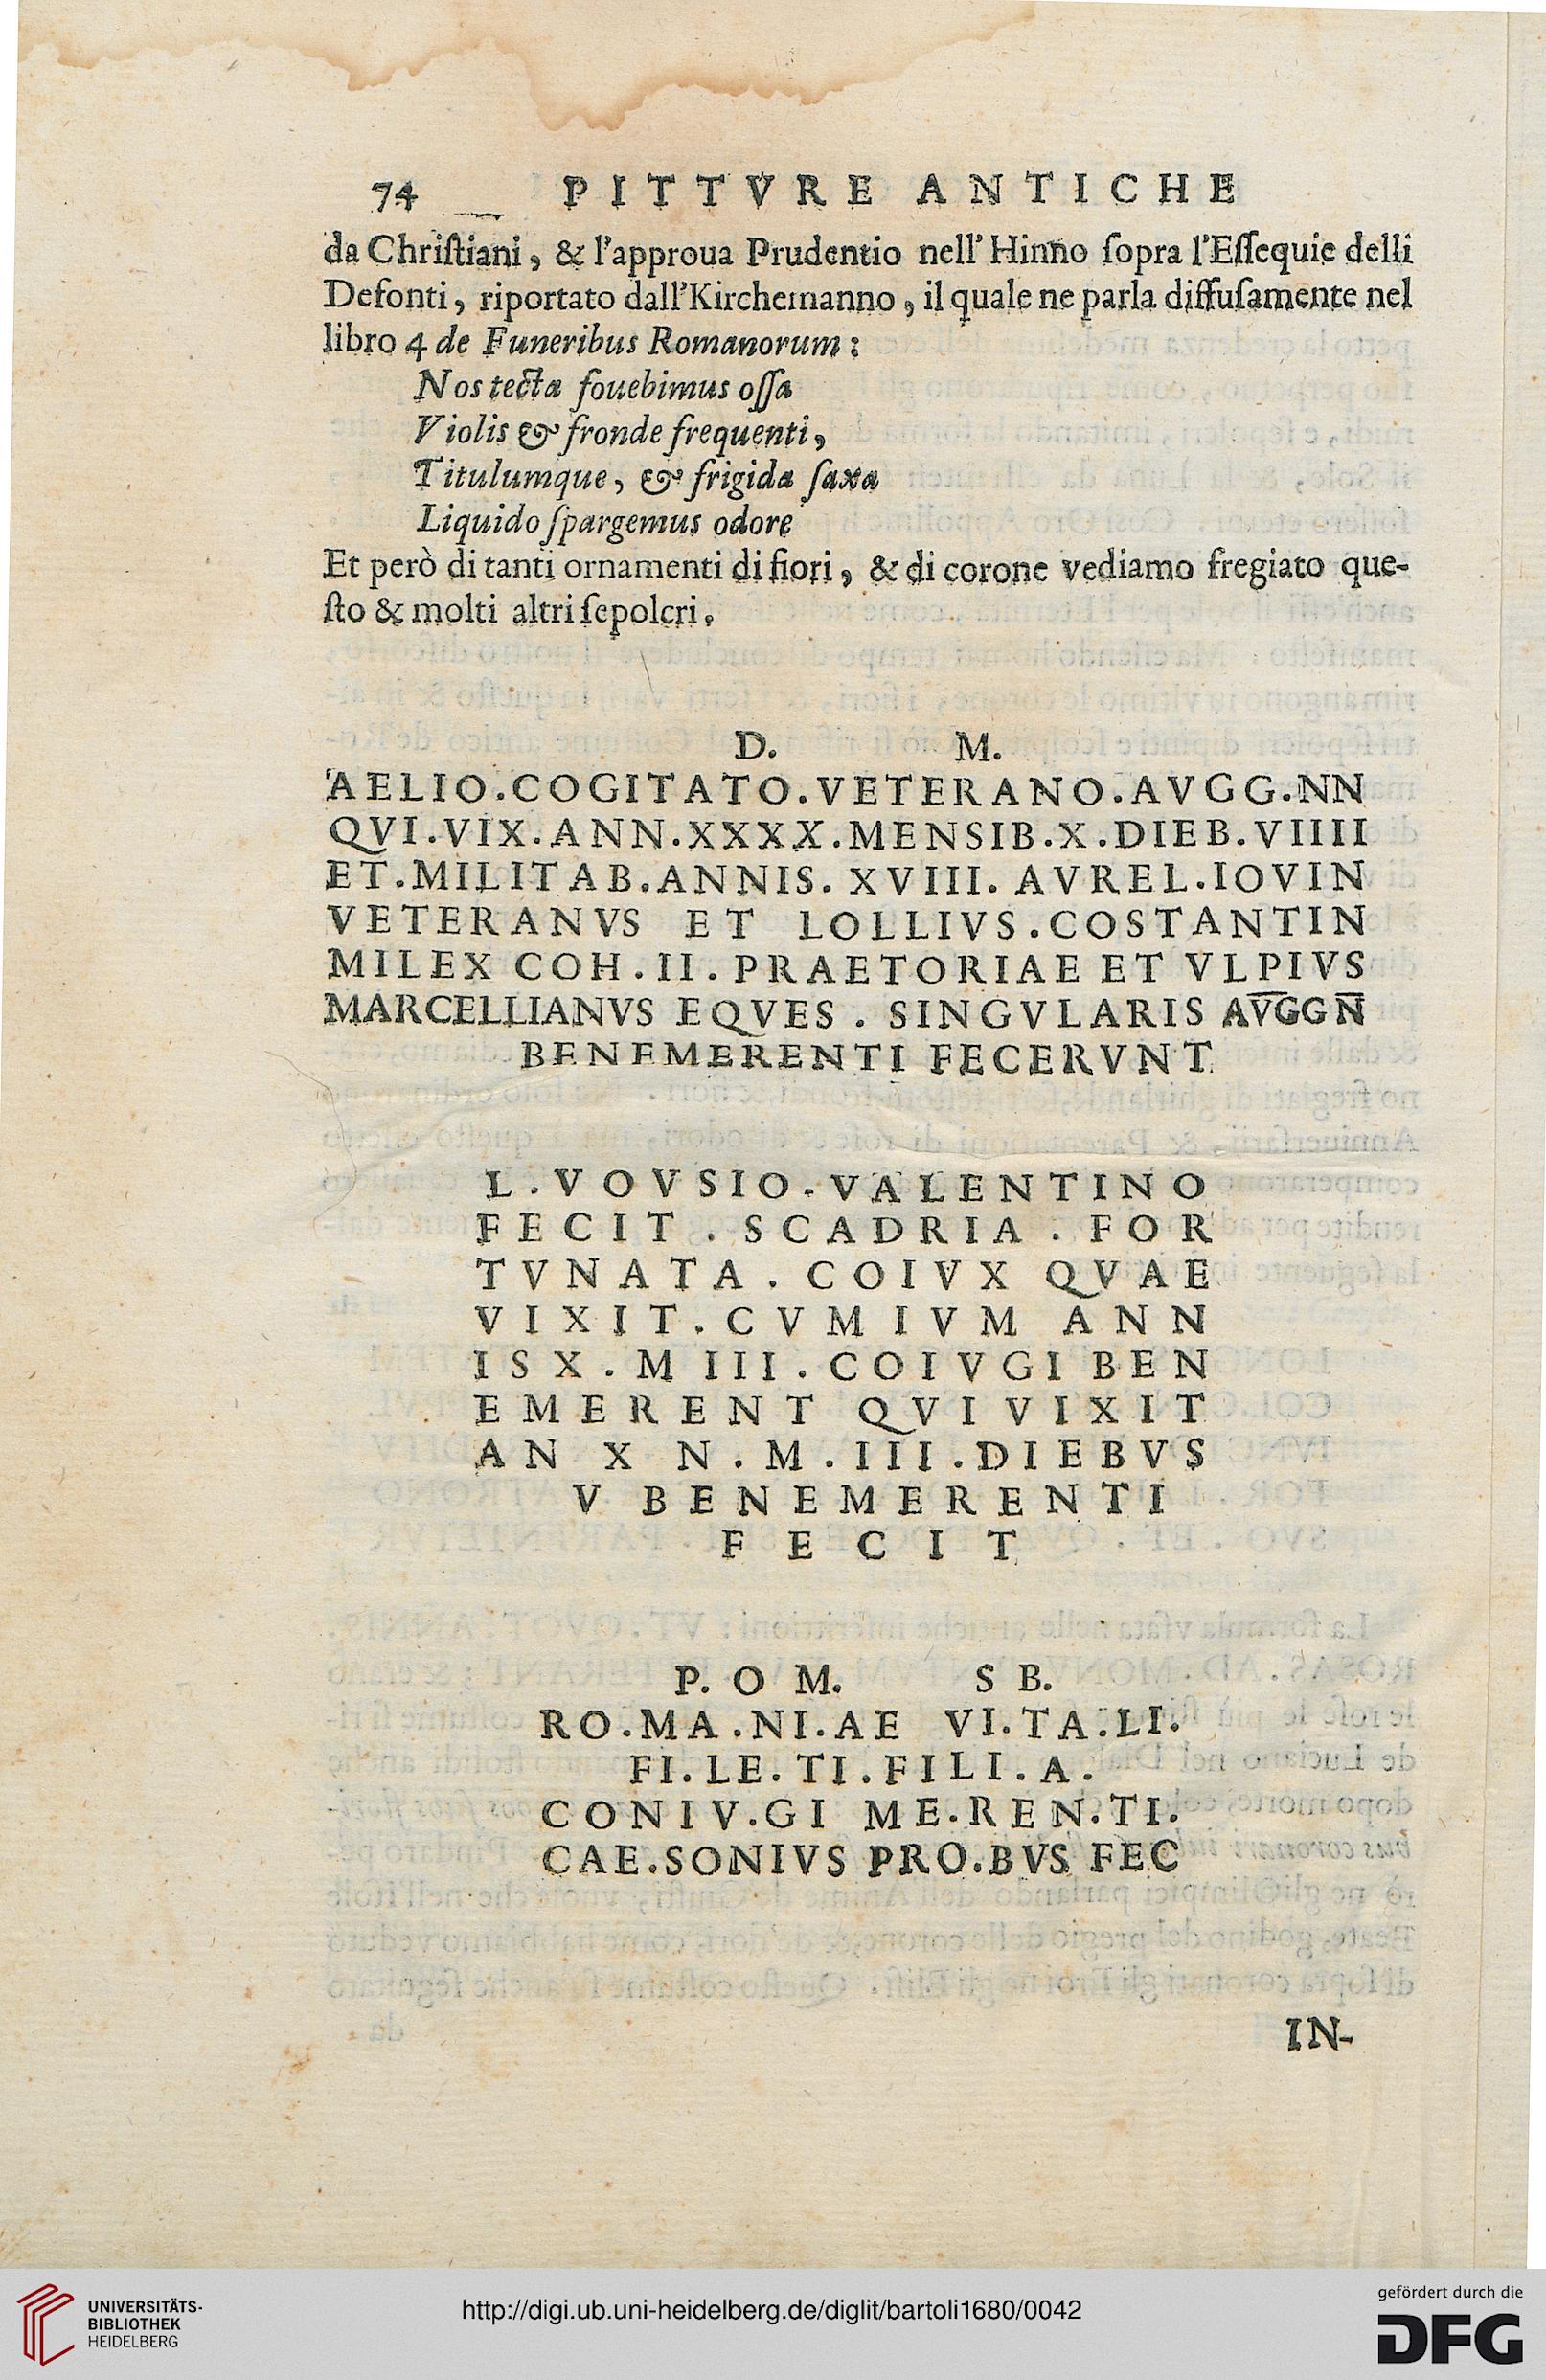 74 PITTVRE ANTICHE
da Chriſtiani, & l'approua Prudentio nell' Hinno ſopra l'Eſſequie delli
Defonti, riportato dall'Kirchemanno, il quale ne parla diffuſamente nel
libro 4 de Funeribus Romanorum:
Nos tecta fouebimus oſſa
Violis & fronde frequenti,
Titulumque, & frigida ſaxa
Liquido ſpargemus odore
Et però di tanti ornamenti di fiori, & di corone vediamo fregiato que-
ſto & molti altri ſepolcri.
D. M.
AELIO.COGITATO.VETERANO.AVGG.NN
QVI.VIX.ANN.XXXX.MENSIB.X.DIEB.VIIII
ET.MILITAB.ANNIS. XVIII. AVREL.IOVIN
VETERANVS ET LOLLIVS.COSTANTIN
MILEX COH.II.PRAETORIAE ET VLPIVS
MARCELLIANVS EQVES . SINGVLARIS AV̅GGN̅
BENEMERENTI FECERVNT
L.VOVSIO.VALENTINO
FECIT . SCADRIA . FOR
TVNATA . COIVX QVAE
VIXIT.CVM IVM ANN
IS X . M III . COIVGI BEN
EMERENT QVI VIXIT
AN X N . M . III .DIEBVS
V BENEMERENTI
FECIT
P. O M. S B.
RO.MA.NI.AE VI.TA.LI.
FI.LE.TI.FILI.A.
CONIV.GI ME.REN.TI.
CAE.SONIVS PRO.BVS FEC
IN-
UNIVERSITÄTS-
BIBLIOTHEK
HEIDELBERG
http://digi.ub.uni-heidelberg.de/diglit/bartoli1680/0042
gefördert durch die
DFG